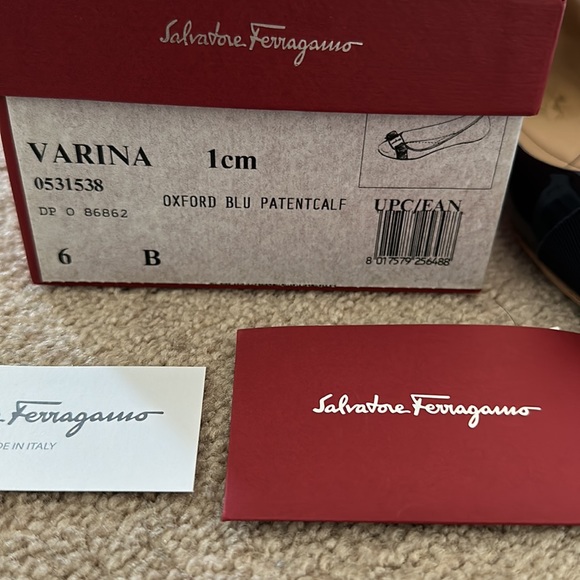 Salvatore Ferragamo
VARINA 1cm
0531538
DP O 86862
OXFORD BLU PATENTCALF
UPC/EAN
6 B
8 017579 256488
Ferragamo
DE IN ITALY
Salvatore Ferragamo